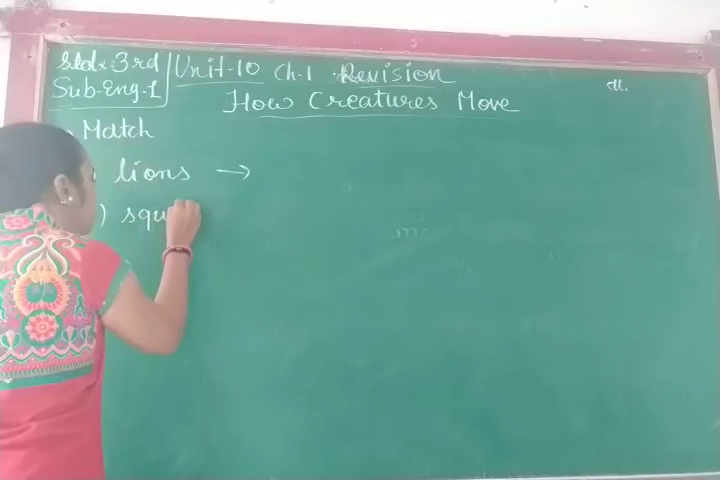 Std: 3rd
Sub-Eng-1
Unit-10 Ch.1 Revision
How Creatures Move
Match
lions →
) squ